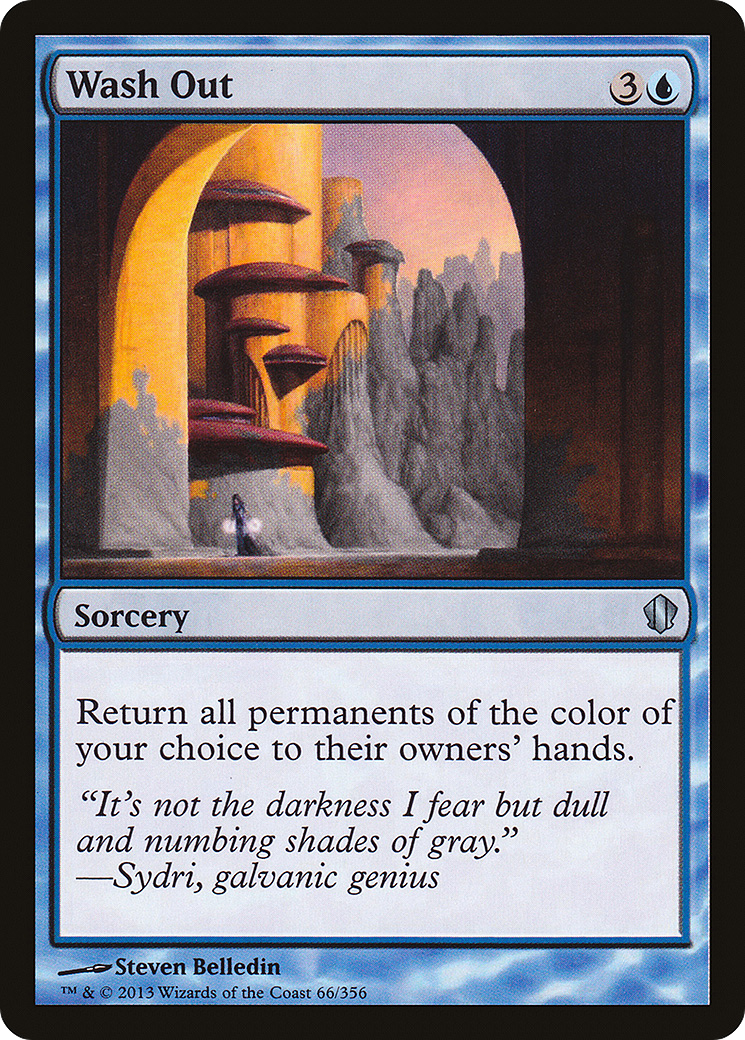 Wash Out 3
Sorcery
Return all permanents of the color of
your choice to their owners’ hands.
“It’s not the darkness I fear but dull
and numbing shades of gray.”
—Sydri, galvanic genius
Steven Belledin
™ & © 2013 Wizards of the Coast 66/356